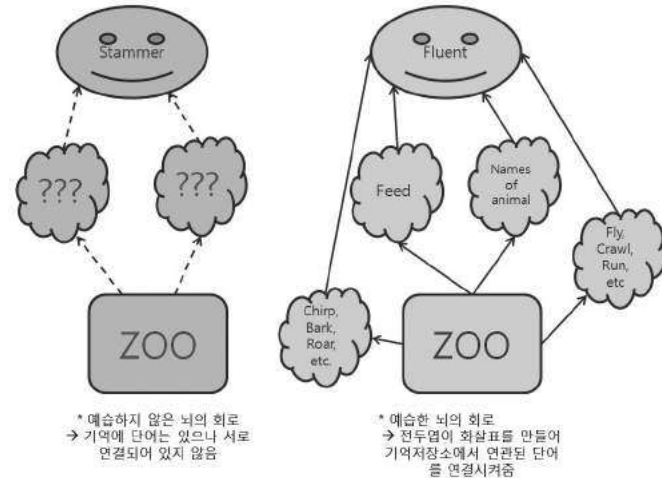 Stammer
???
???
ZOO
* 예습하지 않은 뇌의 회로
→ 기억에 단어는 있으나 서로
연결되어 있지 않음
Fluent
Feed
Names
of
animal
Fly,
Crawl,
Run,
etc
Chirp,
Bark,
Roar,
etc.
ZOO
* 예습한 뇌의 회로
→ 전두엽이 화살표를 만들어
기억저장소에서 연관된 단어
를 연결시켜줌